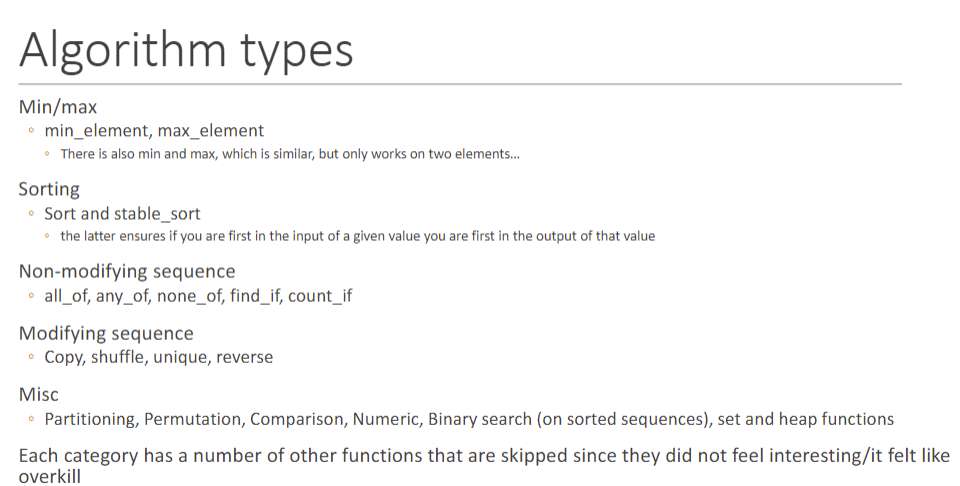 Algorithm types
Min/max
◦ min_element, max_element
◦ There is also min and max, which is similar, but only works on two elements...
Sorting
◦ Sort and stable_sort
◦ the latter ensures if you are first in the input of a given value you are first in the output of that value
Non-modifying sequence
◦ all_of, any_of, none_of, find_if, count_if
Modifying sequence
◦ Copy, shuffle, unique, reverse
Misc
◦ Partitioning, Permutation, Comparison, Numeric, Binary search (on sorted sequences), set and heap functions
Each category has a number of other functions that are skipped since they did not feel interesting/it felt like
overkill